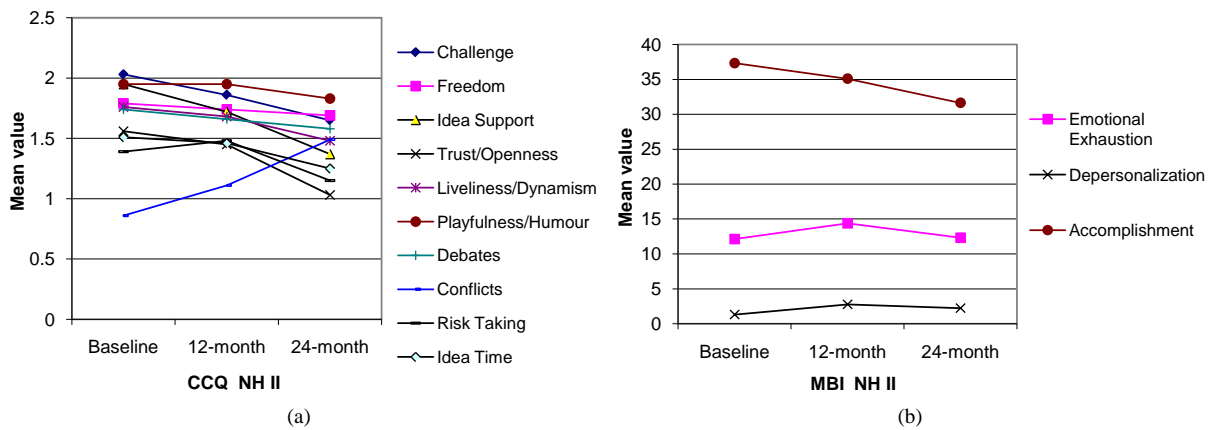 2.5
2
1.5
1
0.5
0
Mean value
Baseline 12-month 24-month
CCQ NH II
Challenge
Freedom
Idea Support
Trust/Openness
Liveliness/Dynamism
Playfulness/Humour
Debates
Conflicts
Risk Taking
Idea Time
(a)
40
35
30
25
20
15
10
5
0
Mean value
Baseline 12-month 24-month
MBI NH II
Emotional
Exhaustion
Depersonalization
Accomplishment
(b)